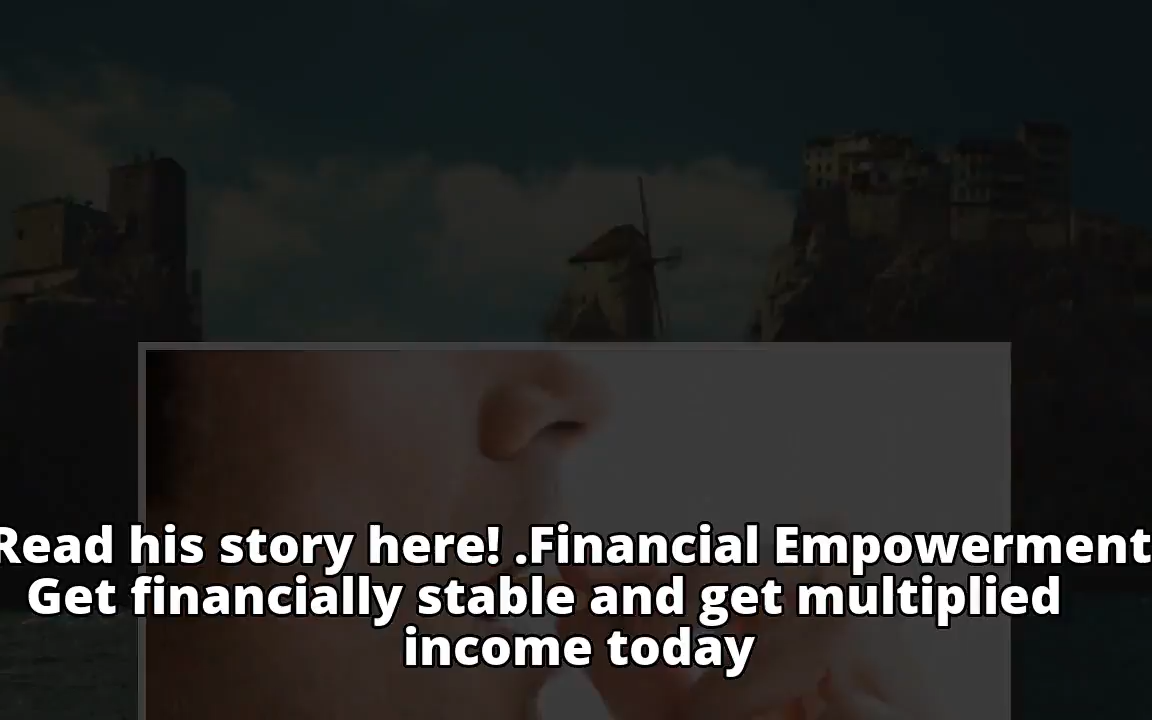 Read his story here! .Financial Empowerment
Get financially stable and get multiplied
income today